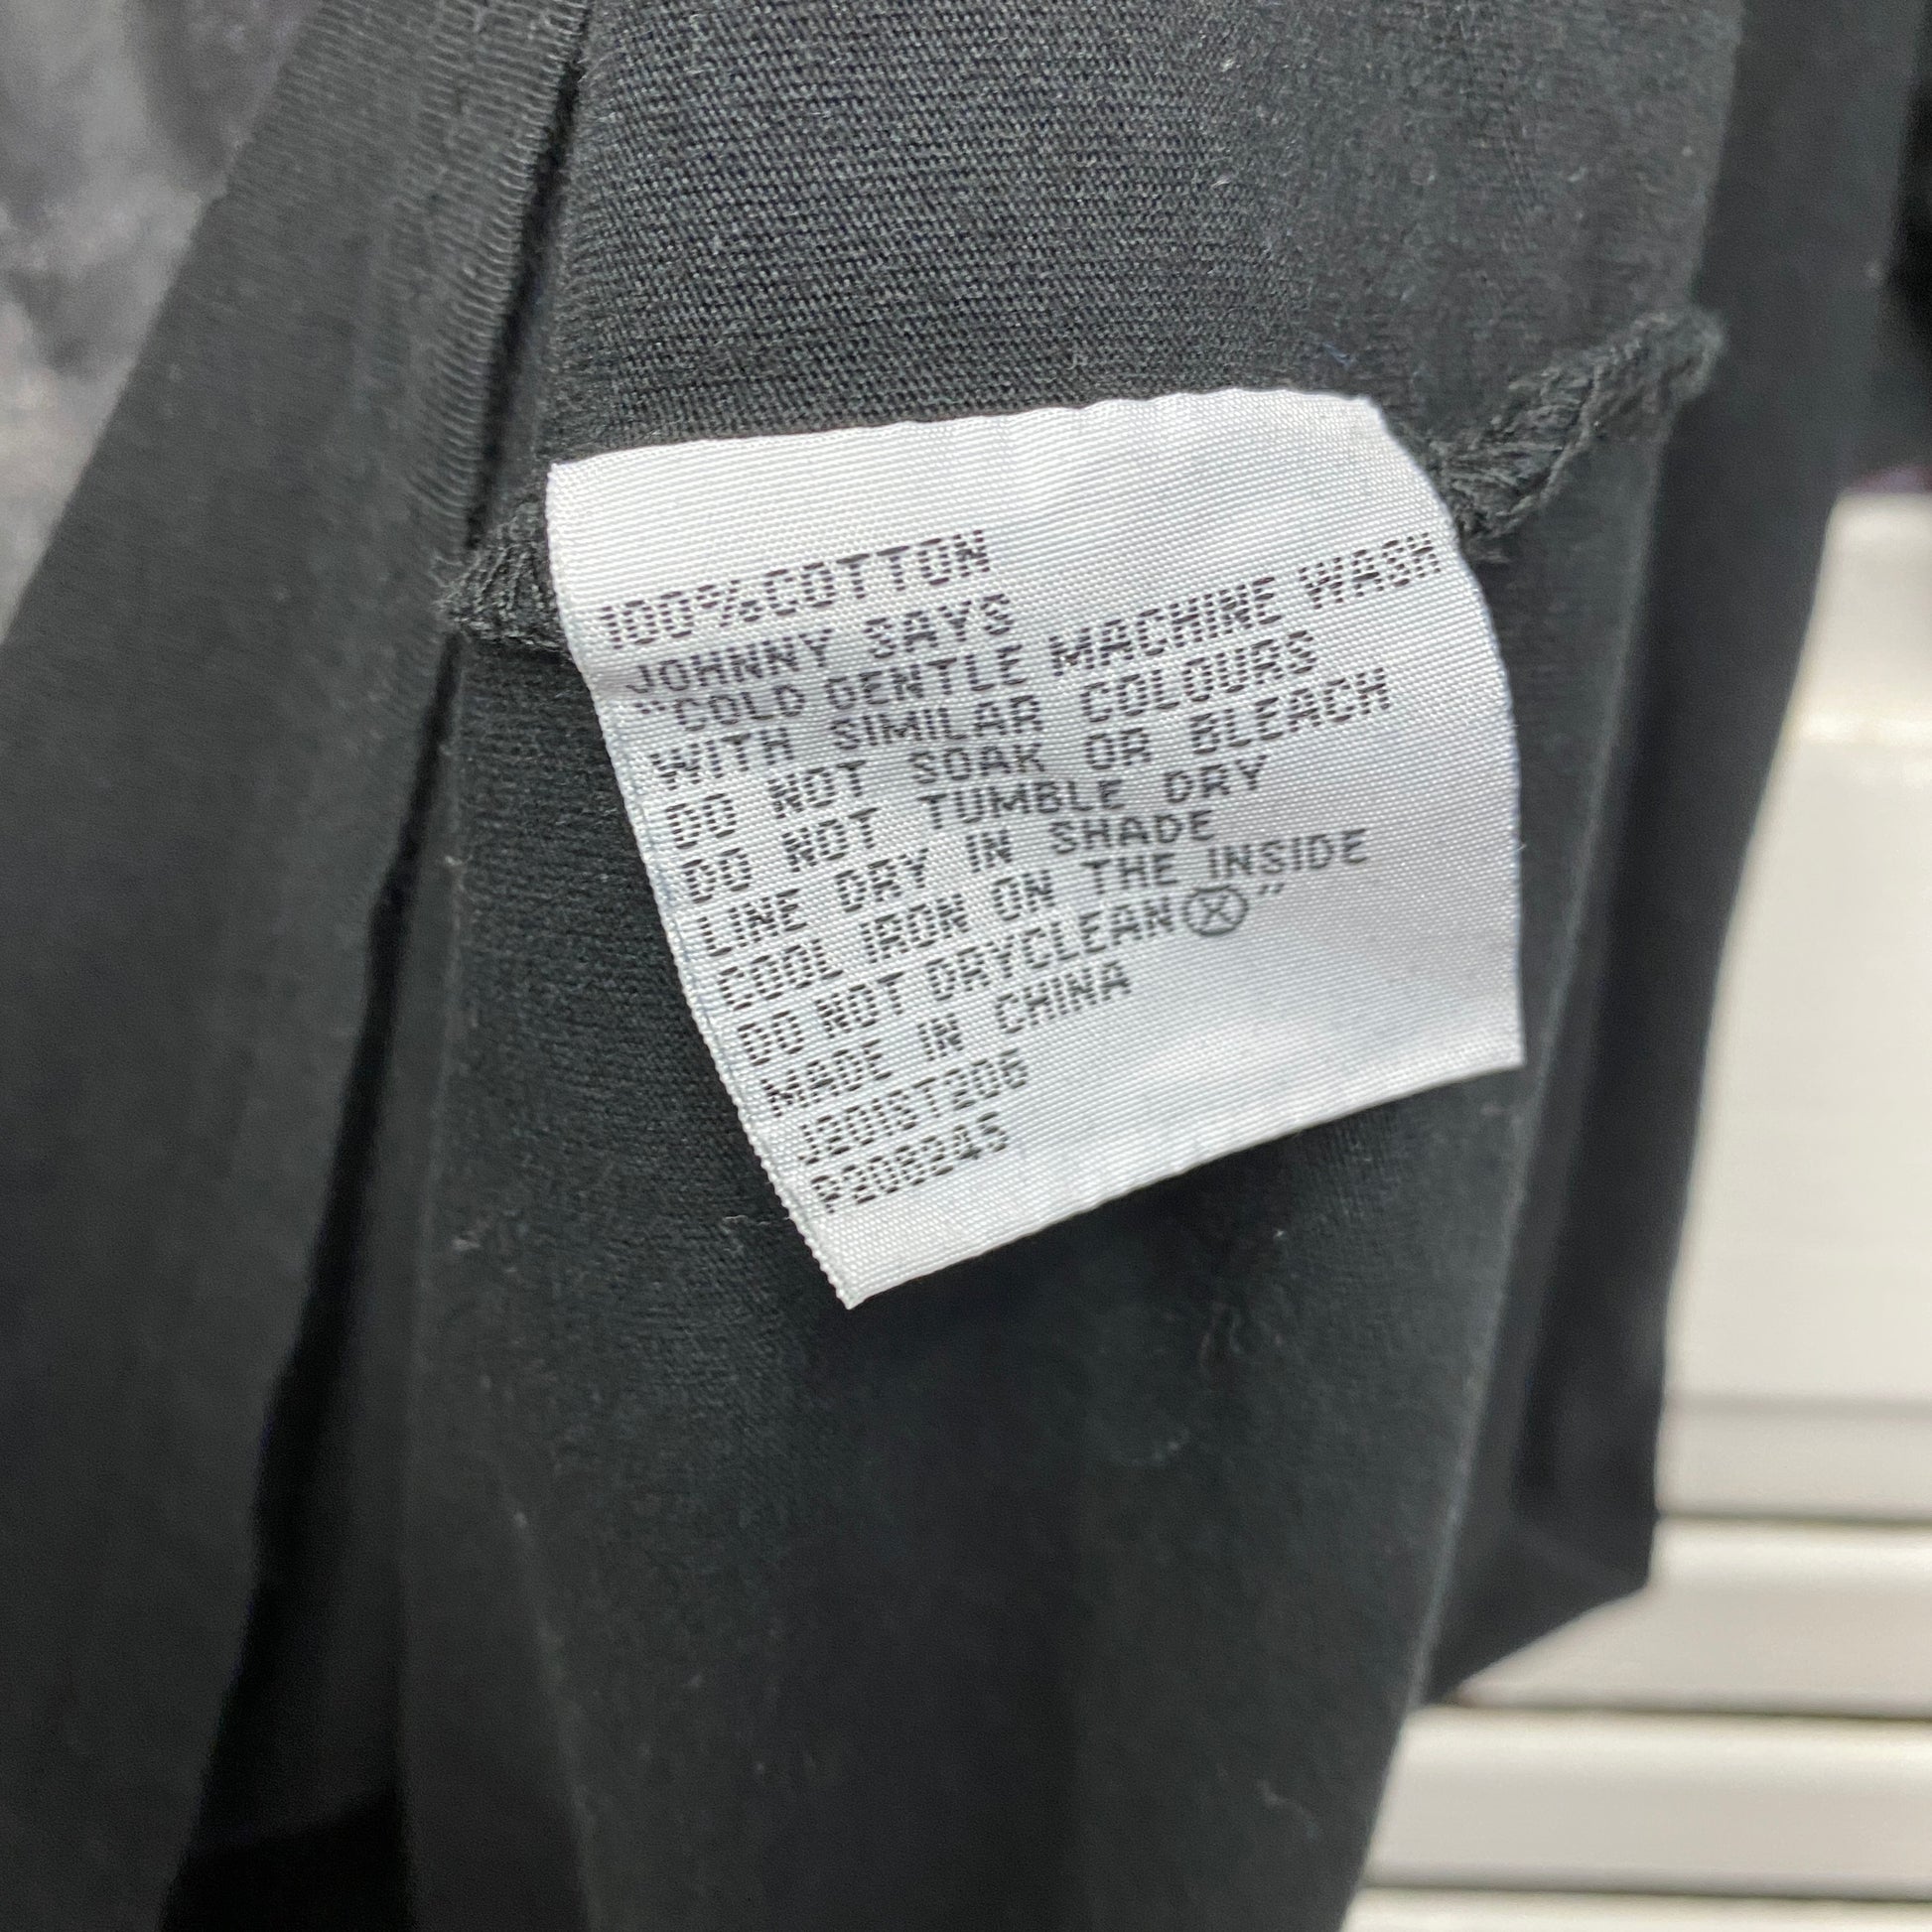 100%COTTON
JOHNNY SAYS
"COLD GENTLE MACHINE WASH
WITH SIMILAR COLOURS
DO NOT SOAK OR BLEACH
DO NOT TUMBLE DRY
LINE DRY IN SHADE
COOL IRON ON THE INSIDE
DO NOT DRYCLEANⓍ"
MADE IN CHINA
J201ST206
P208245